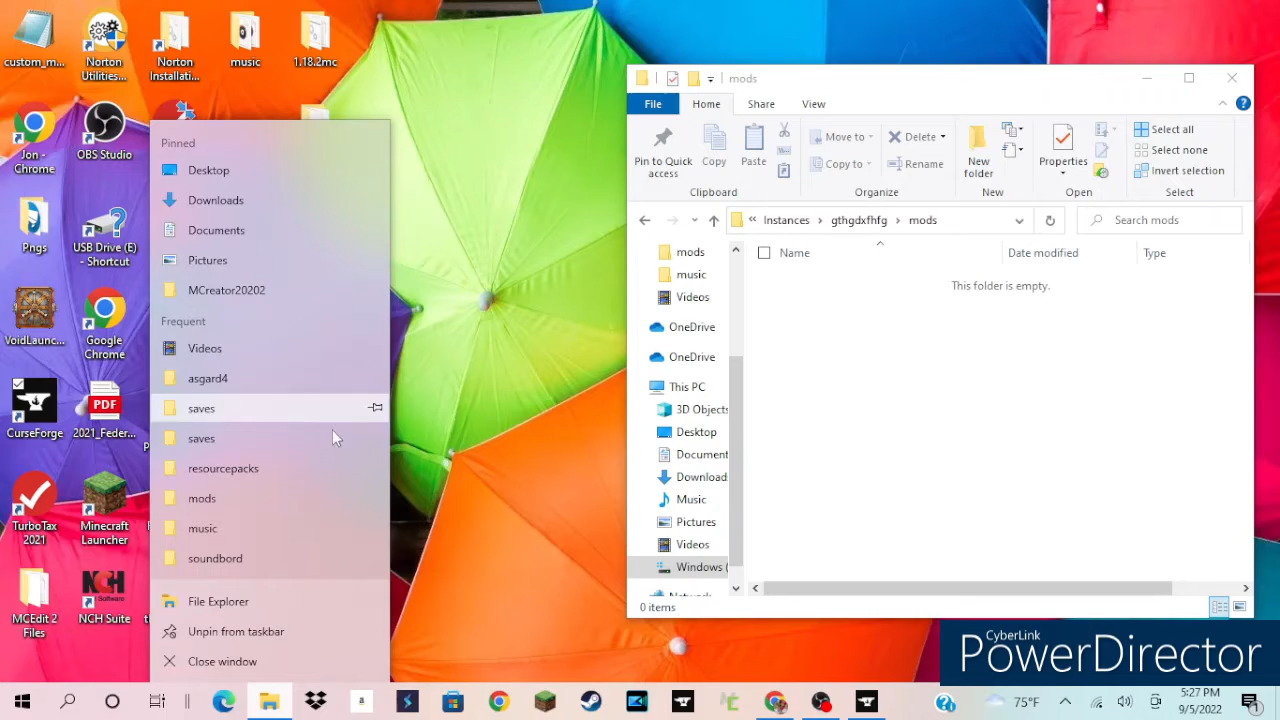 custom_m...
Norton
Utilities...
Norton
Installati...
music
1.18.2mc
Jon -
Chrome
OBS Studio
Pngs
USB Drive (E)
- Shortcut
VoidLaunc...
Google
Chrome
CurseForge
PDF
2021_Feder...
TurboTax
2021
Minecraft
Launcher
MCEdit 2
Files
NCH
Software
NCH Suite
Pinned
Desktop
Downloads
Documents
Pictures
MCreator20202
Frequent
Videos
asgard4
saves
saves
resourcepacks
mods
music
soundbord
File Explorer
Unpin from taskbar
Close window
mods
File
Home
Share
View
Pin to Quick
access
Copy
Paste
Clipboard
Move to
Copy to
Delete
Rename
Organize
New
folder
New
Properties
Open
Select all
Select none
Invert selection
Select
« Instances > gthgdxfhfg > mods
Search mods
mods
music
Videos
OneDrive
OneDrive
This PC
3D Objects
Desktop
Document
Download
Music
Pictures
Videos
Windows (
Name
Date modified
Type
This folder is empty.
0 items
CyberLink
PowerDirector
75°F
5:27 PM
9/5/2022